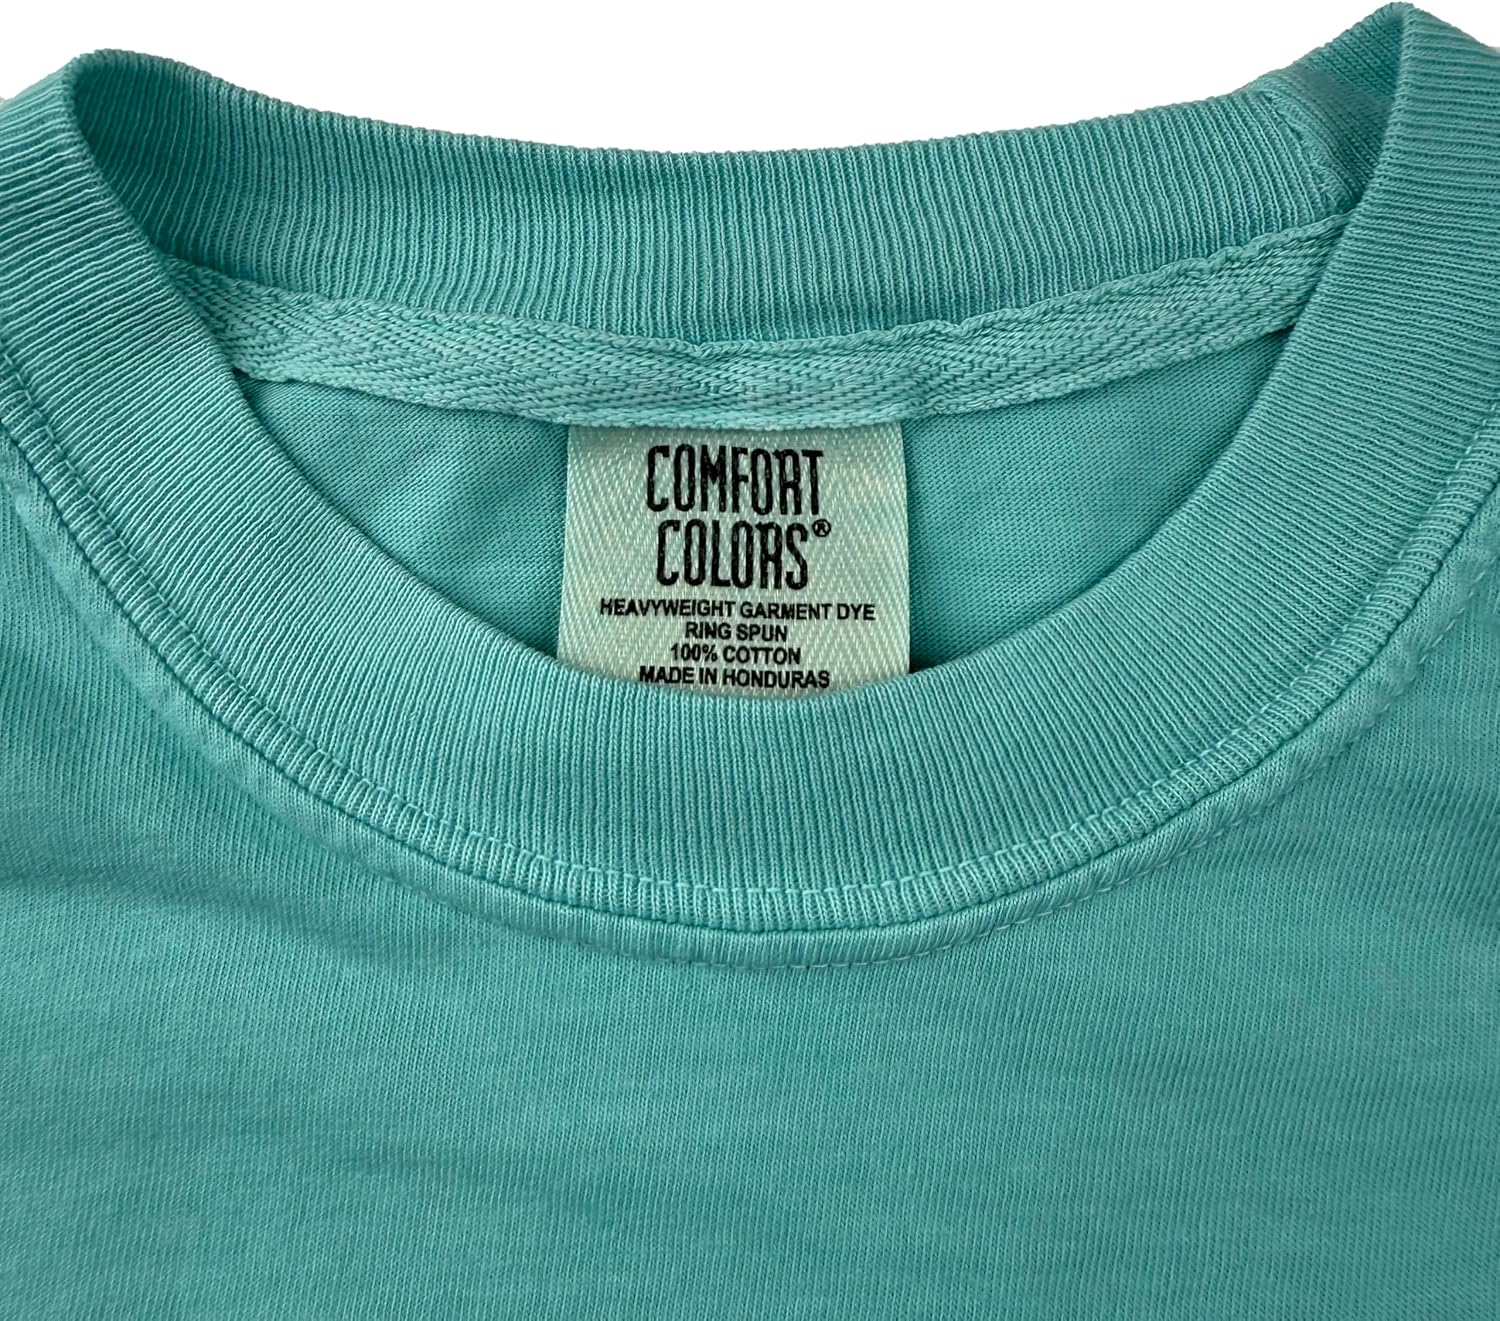 COMFORT
COLORS®
HEAVYWEIGHT GARMENT DYE
RING SPUN
100% COTTON
MADE IN HONDURAS